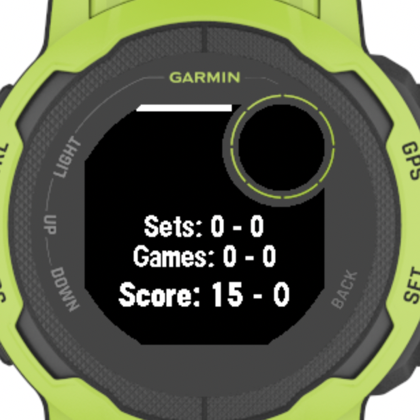 GARMIN
LIGHT
GPS
UP
Sets: 0 - 0
Games: 0 - 0
DOWN
Score: 15 - 0
BACK
SET